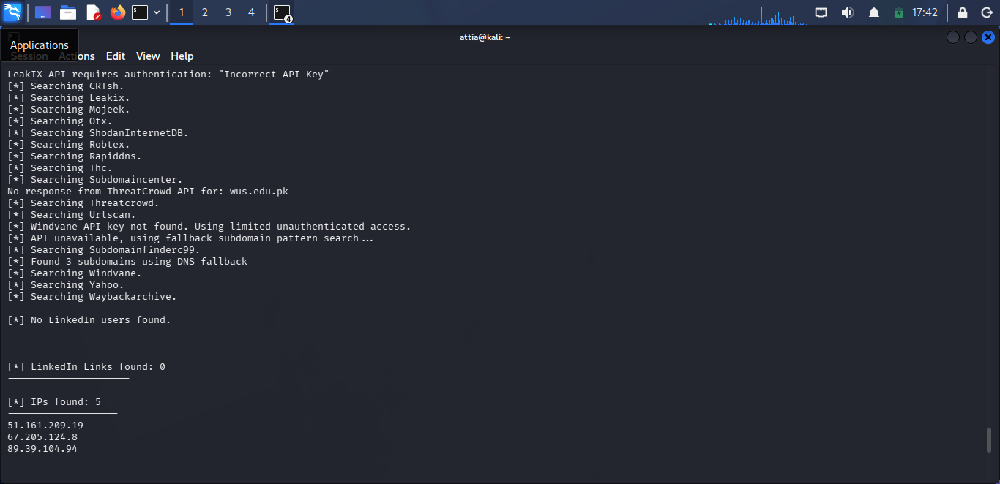 1 2 3 4
4
17:42
attia@kali: ~
Applications
Session Actions Edit View Help
LeakIX API requires authentication: "Incorrect API Key"
[*] Searching CRTsh.
[*] Searching Leakix.
[*] Searching Mojeek.
[*] Searching Otx.
[*] Searching ShodanInternetDB.
[*] Searching Robtex.
[*] Searching Rapiddns.
[*] Searching Thc.
[*] Searching Subdomaincenter.
No response from ThreatCrowd API for: wus.edu.pk
[*] Searching Threatcrowd.
[*] Searching Urlscan.
[*] Windvane API key not found. Using limited unauthenticated access.
[*] API unavailable, using fallback subdomain pattern search...
[*] Searching Subdomainfinderc99.
[*] Found 3 subdomains using DNS fallback
[*] Searching Windvane.
[*] Searching Yahoo.
[*] Searching Waybackarchive.
[*] No LinkedIn users found.
[*] LinkedIn Links found: 0
[*] IPs found: 5
51.161.209.19
67.205.124.8
89.39.104.94